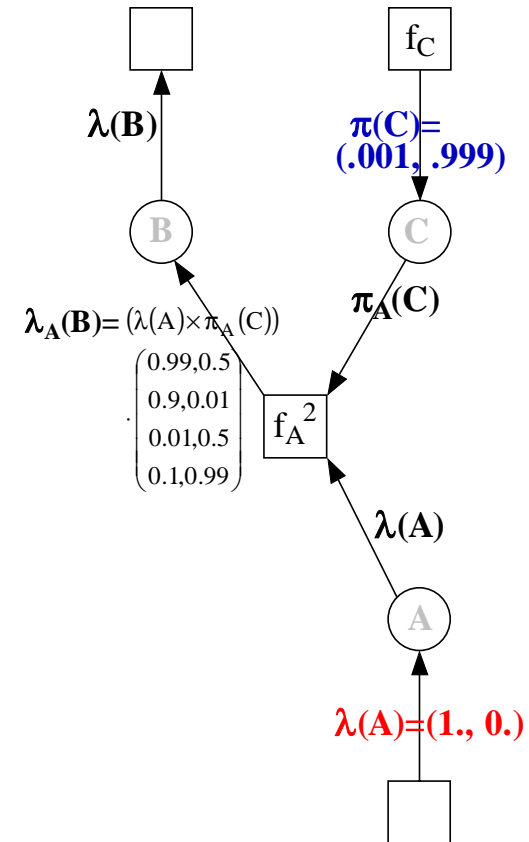 f_C
λ(B)
π(C)=
(.001, .999)
B
C
π_A(C)
λ_A(B)= (λ(A)×π_A(C))
· (0.99,0.5
0.9,0.01
0.01,0.5
0.1,0.99)
f_A^2
λ(A)
A
λ(A)=(1., 0.)